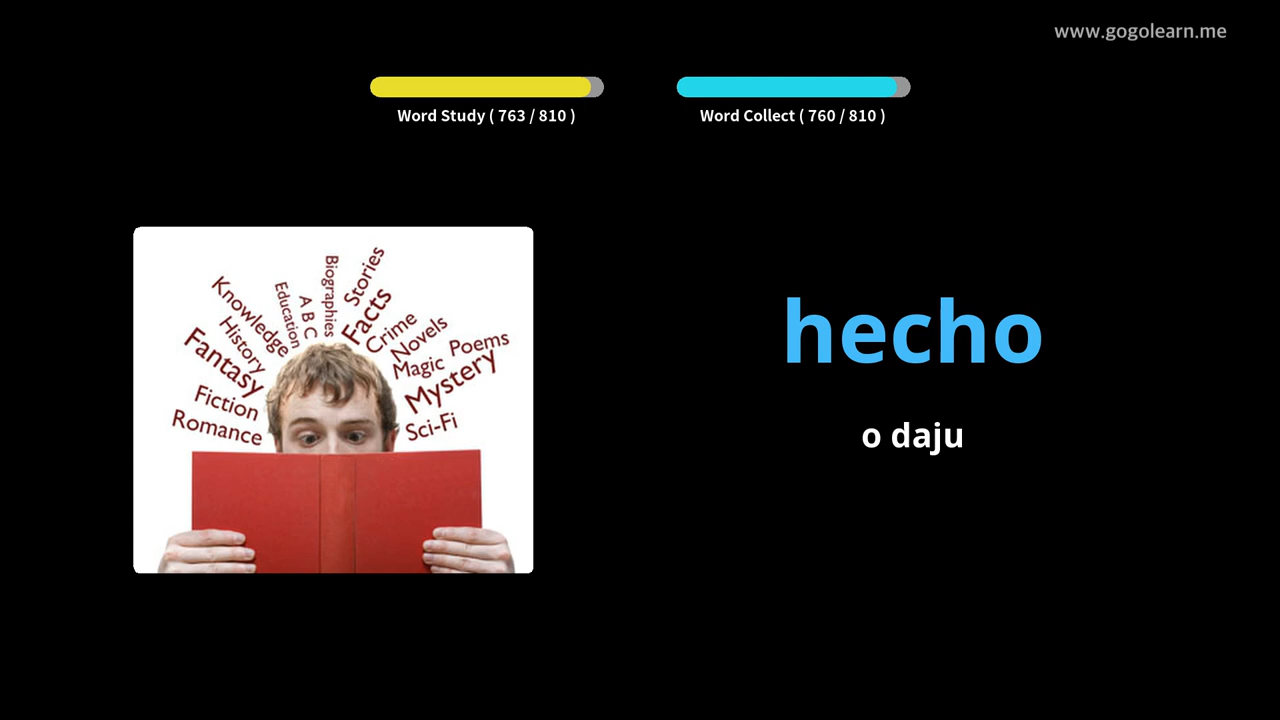 www.gogolearn.me
Word Study ( 763 / 810 )
Word Collect ( 760 / 810 )
Biographies
Stories
Education
A B C
Facts
Knowledge
Crime
History
Novels
Poems
Fantasy
Magic
Mystery
Fiction
Romance
Sci-Fi
hecho
o daju